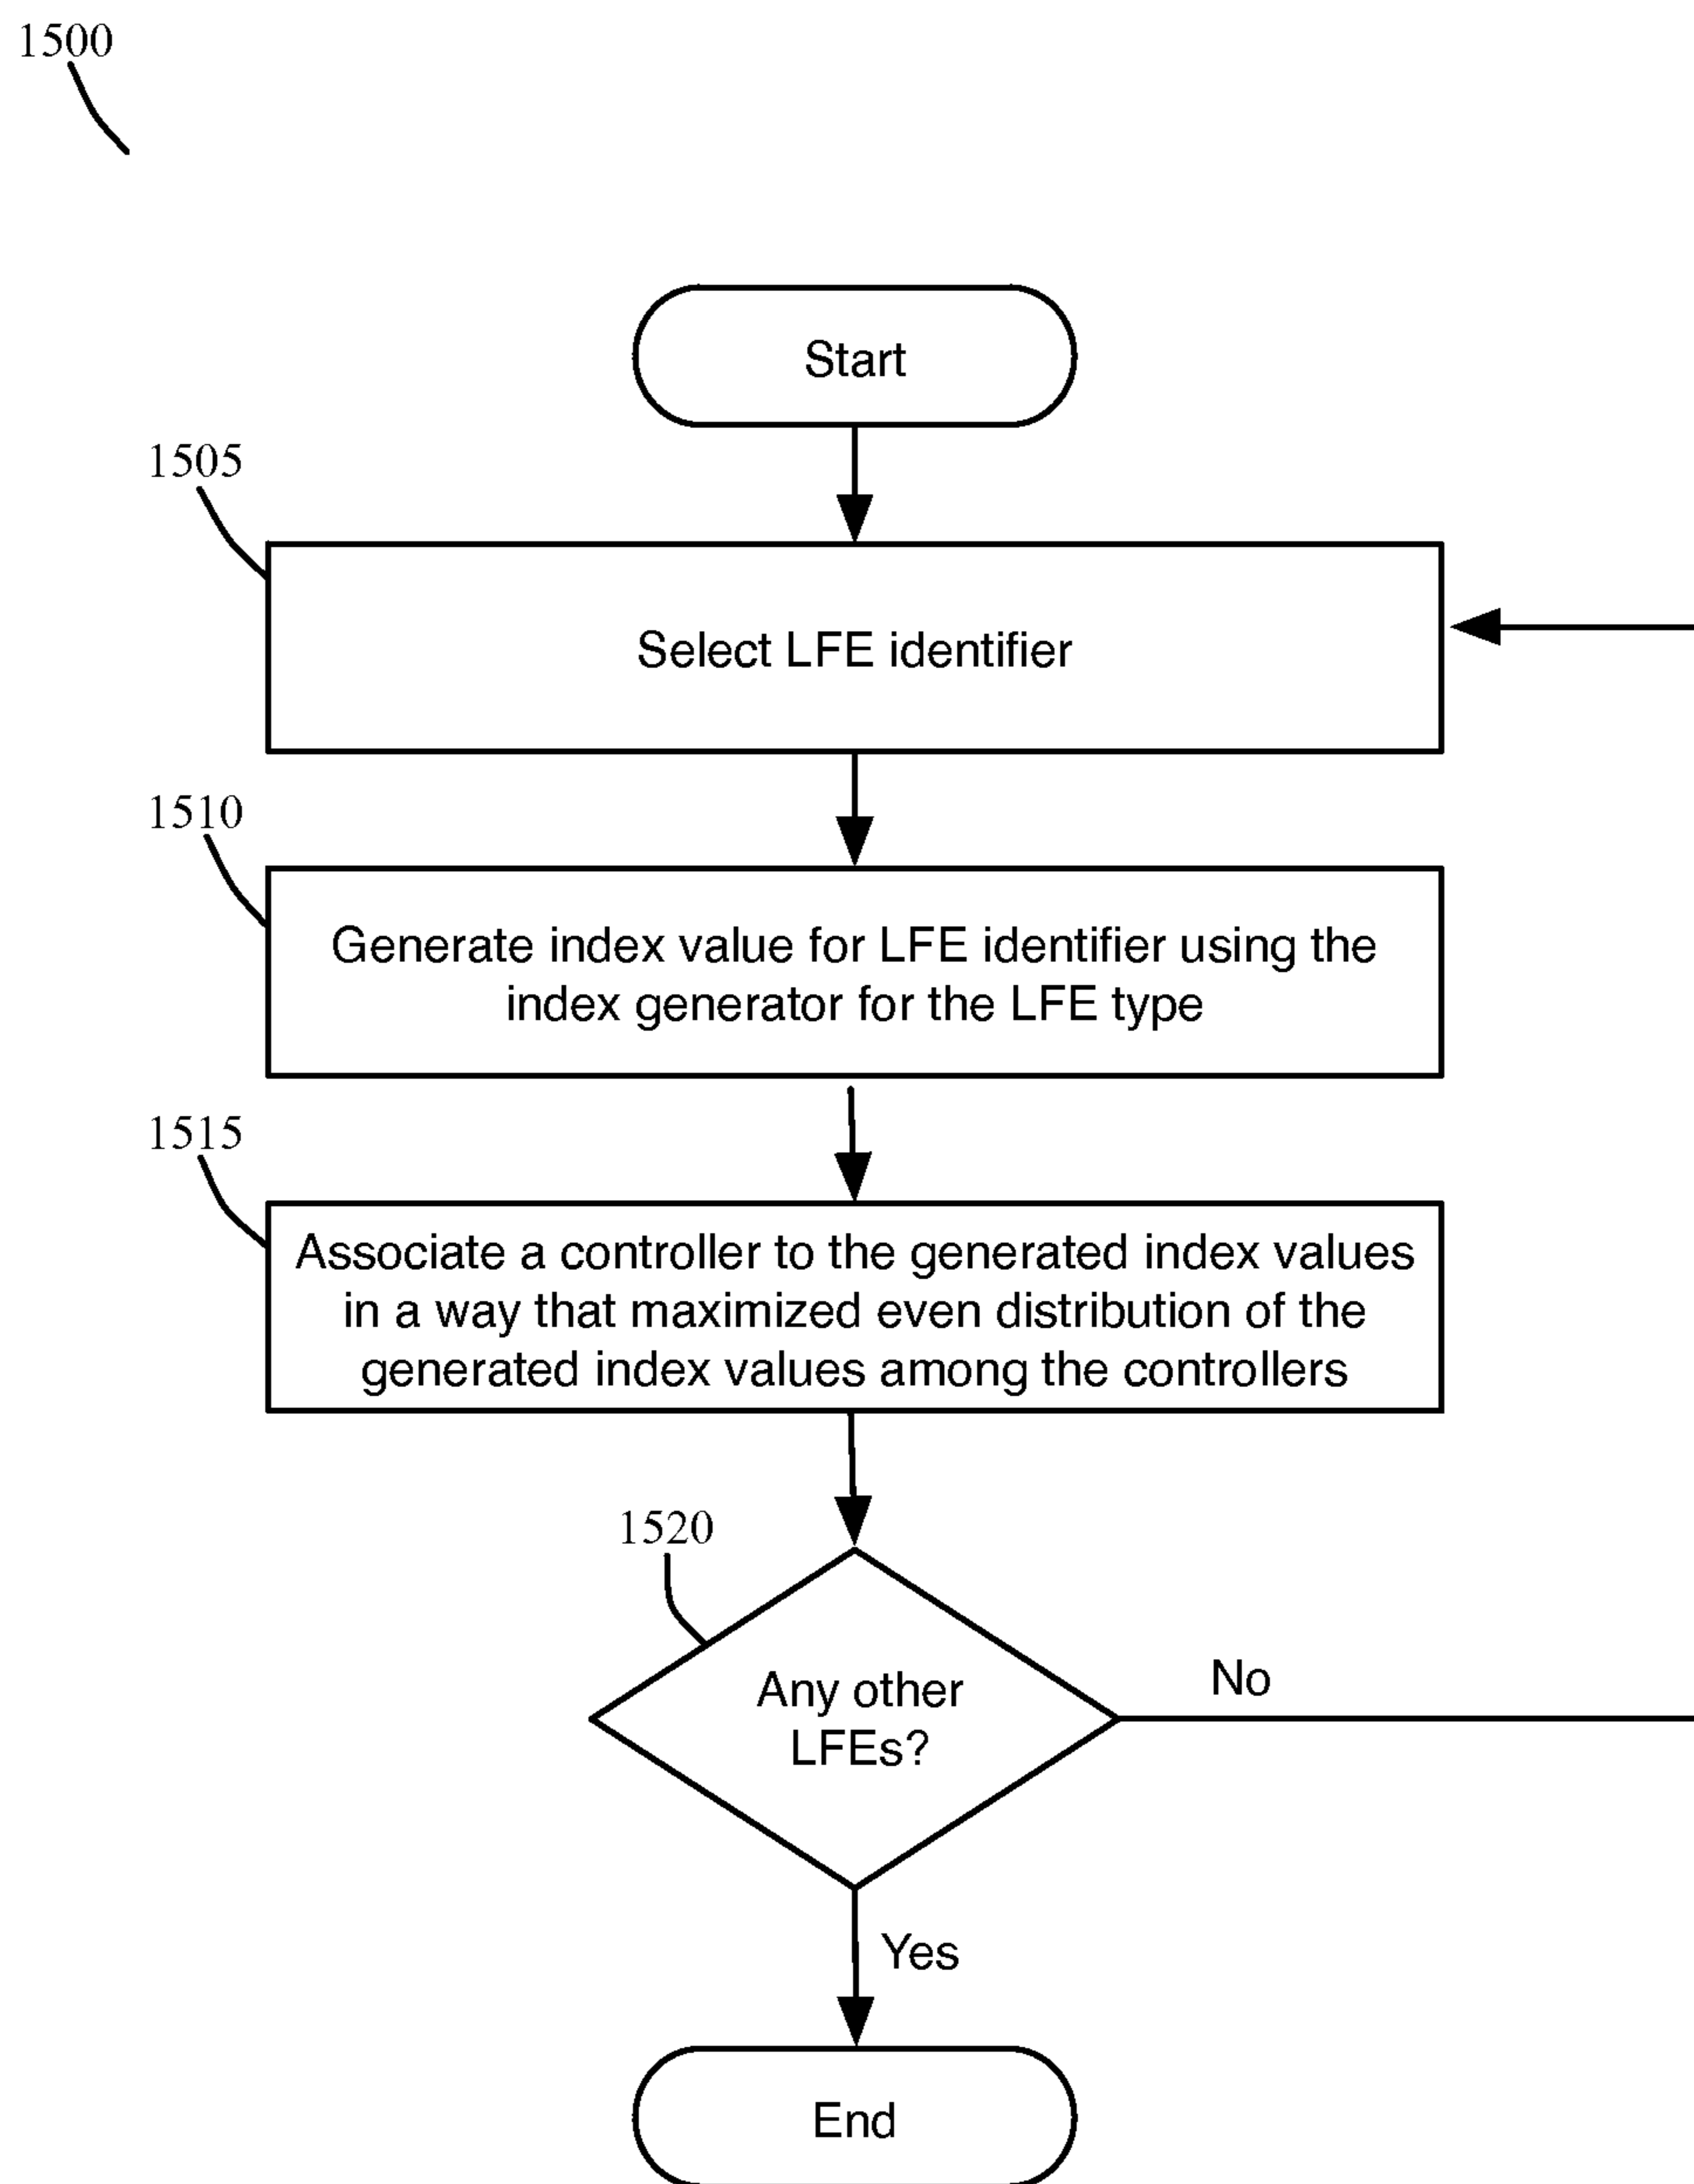 1500
Start
1505
Select LFE identifier
1510
Generate index value for LFE identifier using the
index generator for the LFE type
1515
Associate a controller to the generated index values
in a way that maximized even distribution of the
generated index values among the controllers
1520
Any other
LFEs?
No
Yes
End